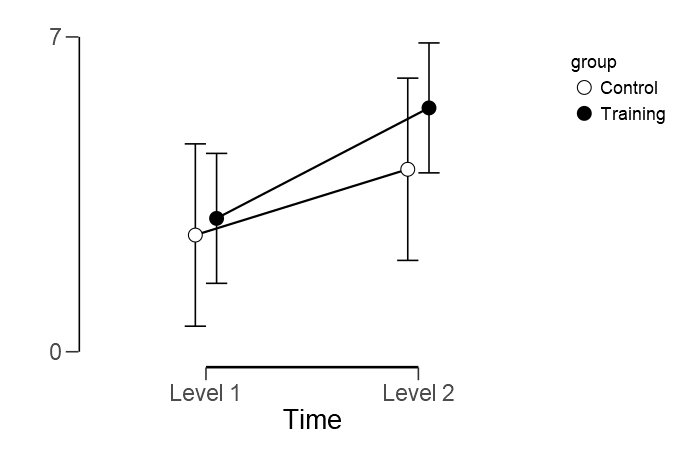 7
group
Control
Training
0
Level 1 Level 2
Time